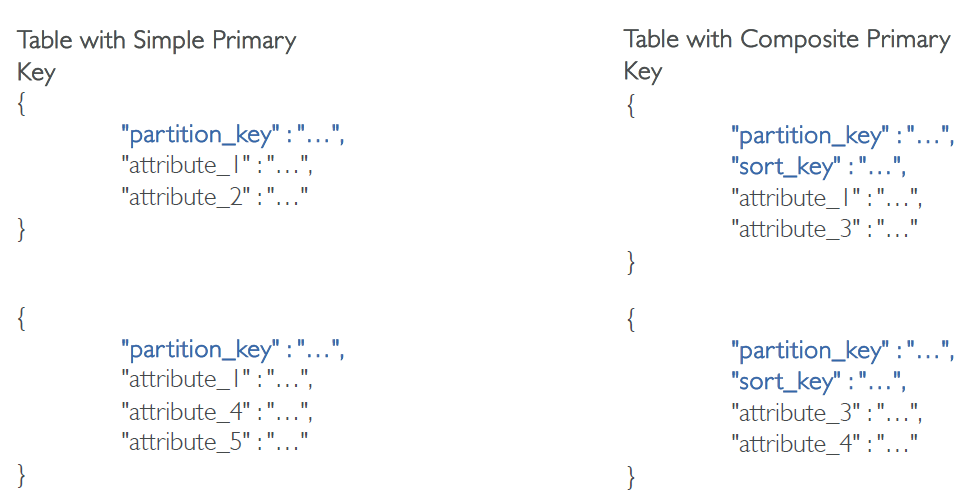 Table with Simple Primary
Key
{
"partition_key" : "…",
"attribute_1" : "…",
"attribute_2" : "…"
}
{
"partition_key" : "…",
"attribute_1" : "…",
"attribute_4" : "…",
"attribute_5" : "…"
}
Table with Composite Primary
Key
{
"partition_key" : "…",
"sort_key" : "…",
"attribute_1" : "…",
"attribute_3" : "…"
}
{
"partition_key" : "…",
"sort_key" : "…",
"attribute_3" : "…",
"attribute_4" : "…"
}